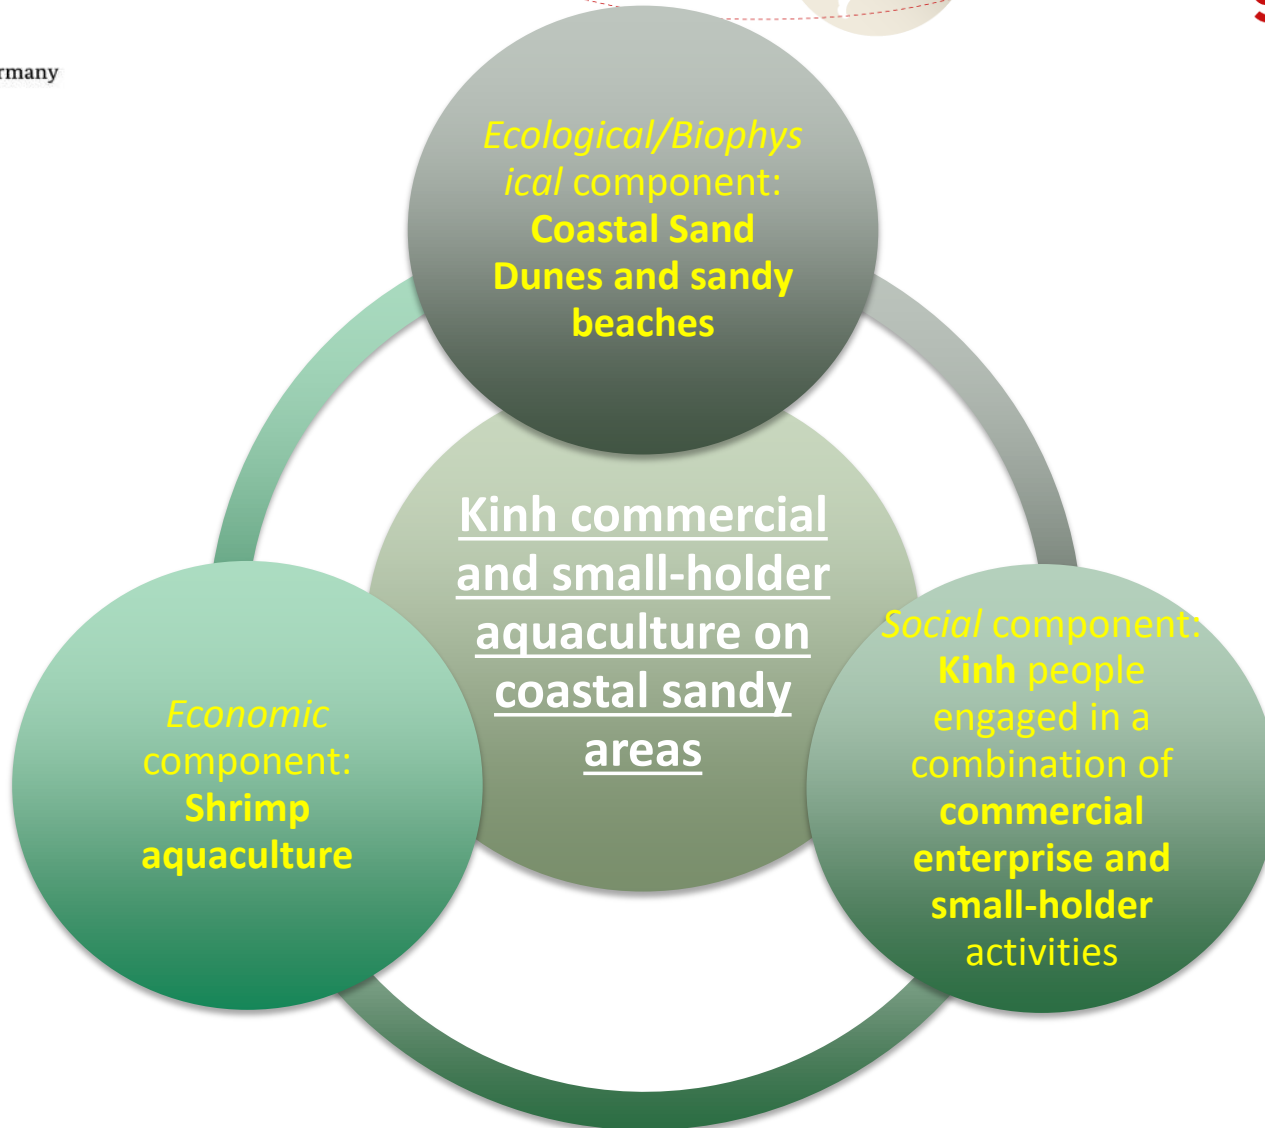 rmany
Ecological/Biophys
ical component:
Coastal Sand
Dunes and sandy
beaches
Kinh commercial
and small-holder
aquaculture on
coastal sandy
areas
Economic
component:
Shrimp
aquaculture
Social component:
Kinh people
engaged in a
combination of
commercial
enterprise and
small-holder
activities